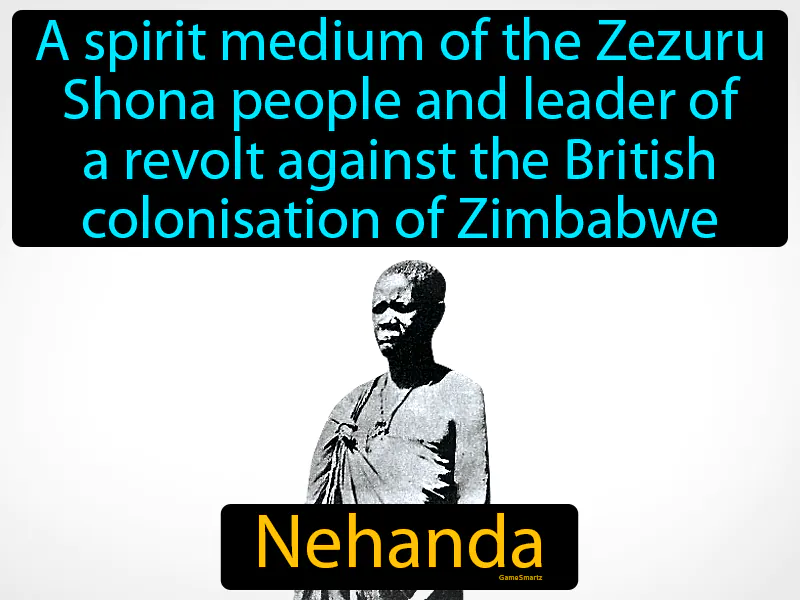 A spirit medium of the Zezuru
Shona people and leader of
a revolt against the British
colonisation of Zimbabwe
Nehanda
GameSmartz